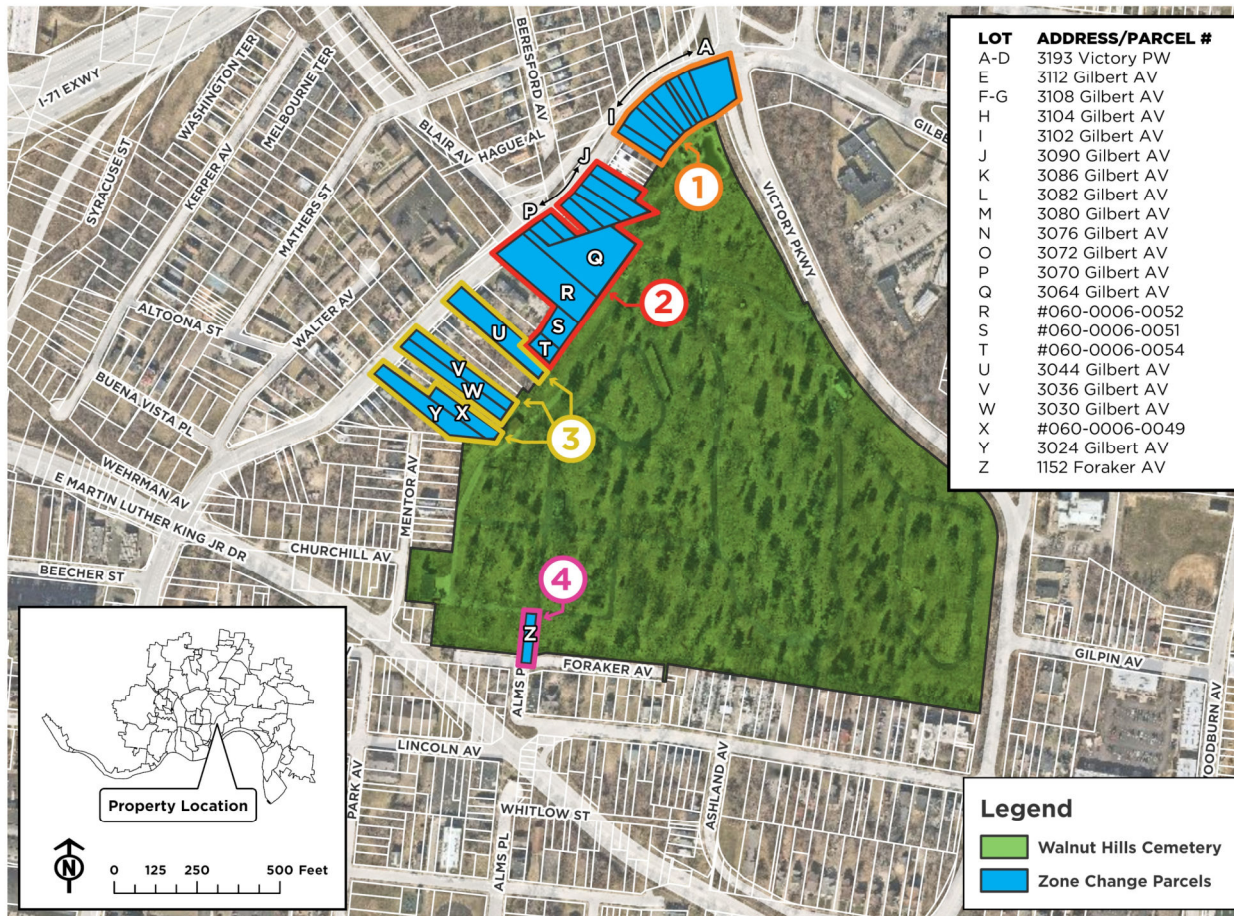 I-71 EXWY
WASHINGTON TER
MELBOURNE TER
SYRACUSE ST
KERPER AV
MATHERS ST
BLAIR AV
HAGUE AL
BERESFORD AV
A
I
J
P
1
GILBE
VICTORY PKWY
Q
R
2
S
T
U
V
W
X
Y
3
ALTOONA ST
WALTER AV
BUENA VISTA PL
WEHRMAN AV
E MARTIN LUTHER KING JR DR
MENTOR AV
CHURCHILL AV
BEECHER ST
4
Z
FORAKER AV
ALMS P
GILPIN AV
OODBURN AV
LINCOLN AV
ASHLAND AV
PARK AV
WHITLOW ST
ALMS PL
LOT ADDRESS/PARCEL #
A-D 3193 Victory PW
E 3112 Gilbert AV
F-G 3108 Gilbert AV
H 3104 Gilbert AV
I 3102 Gilbert AV
J 3090 Gilbert AV
K 3086 Gilbert AV
L 3082 Gilbert AV
M 3080 Gilbert AV
N 3076 Gilbert AV
O 3072 Gilbert AV
P 3070 Gilbert AV
Q 3064 Gilbert AV
R #060-0006-0052
S #060-0006-0051
T #060-0006-0054
U 3044 Gilbert AV
V 3036 Gilbert AV
W 3030 Gilbert AV
X #060-0006-0049
Y 3024 Gilbert AV
Z 1152 Foraker AV
Property Location
N
0 125 250 500 Feet
Legend
Walnut Hills Cemetery
Zone Change Parcels